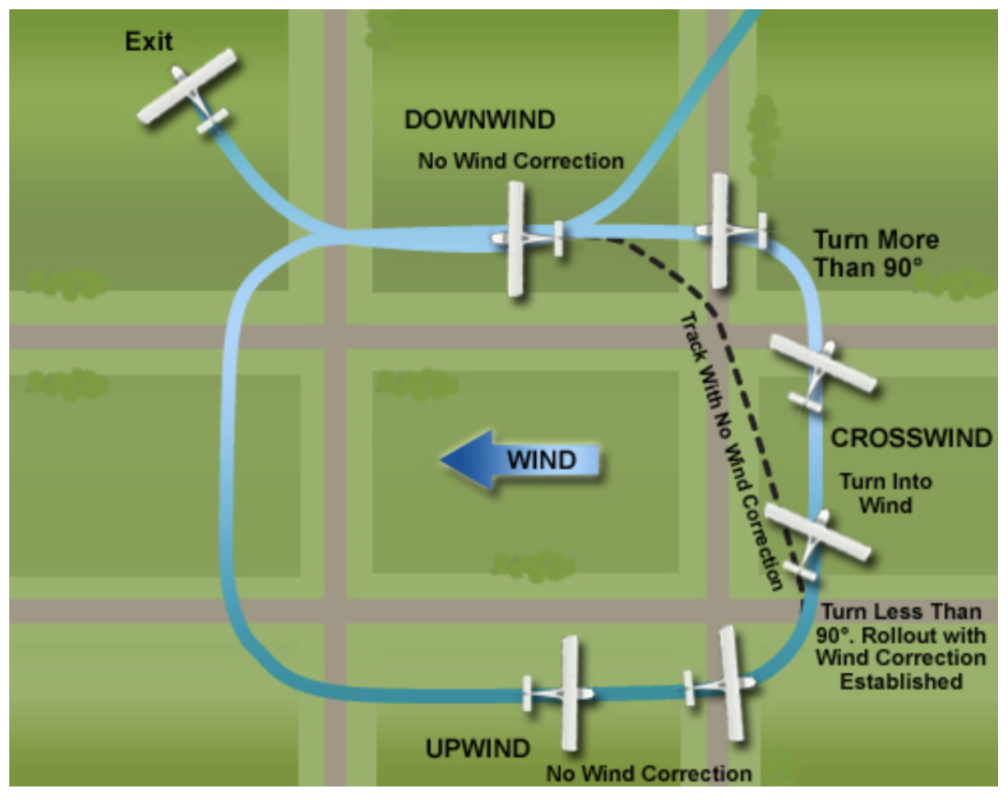 Exit
DOWNWIND
No Wind Correction
Turn More
Than 90°
Track With No Wind Correction
WIND
CROSSWIND
Turn Into
Wind
Turn Less Than
90°. Rollout with
Wind Correction
Established
UPWIND
No Wind Correction